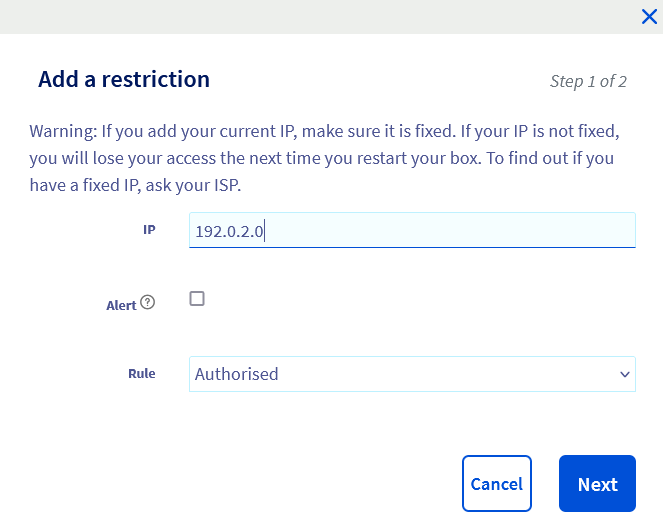 Add a restriction
Step 1 of 2
Warning: If you add your current IP, make sure it is fixed. If your IP is not fixed,
you will lose your access the next time you restart your box. To find out if you
have a fixed IP, ask your ISP.
IP
192.0.2.0
Alert ?
Rule
Authorised
Cancel
Next